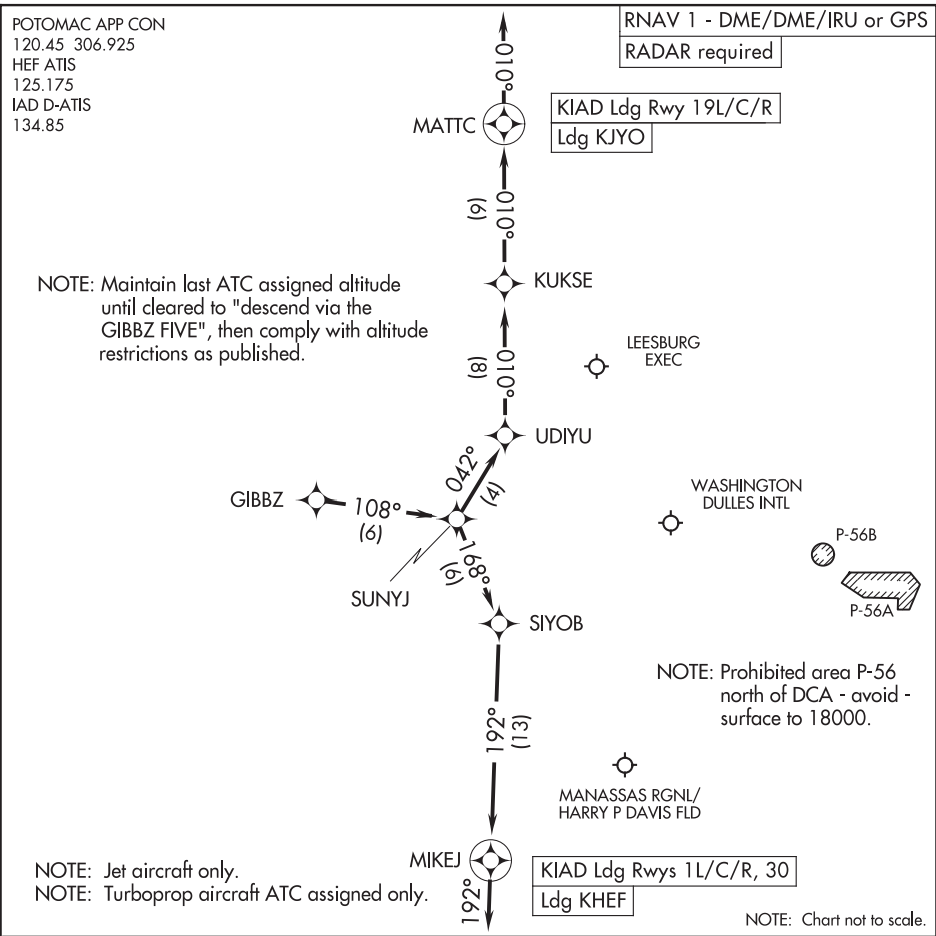 POTOMAC APP CON
120.45 306.925
HEF ATIS
125.175
IAD D-ATIS
134.85
RNAV 1 - DME/DME/IRU or GPS
RADAR required
010°
MATTC
KIAD Ldg Rwy 19L/C/R
Ldg KJYO
010°
(9)
NOTE: Maintain last ATC assigned altitude
until cleared to "descend via the
GIBBZ FIVE", then comply with altitude
restrictions as published.
KUKSE
LEESBURG
EXEC
010°
(8)
UDIYU
042°
(4)
GIBBZ
108°
(6)
WASHINGTON
DULLES INTL
P-56B
P-56A
168°
(6)
SUNYJ
SIYOB
NOTE: Prohibited area P-56
north of DCA - avoid -
surface to 18000.
192°
(13)
MANASSAS RGNL/
HARRY P DAVIS FLD
MIKEJ
KIAD Ldg Rwys 1L/C/R, 30
Ldg KHEF
192°
NOTE: Jet aircraft only.
NOTE: Turboprop aircraft ATC assigned only.
NOTE: Chart not to scale.